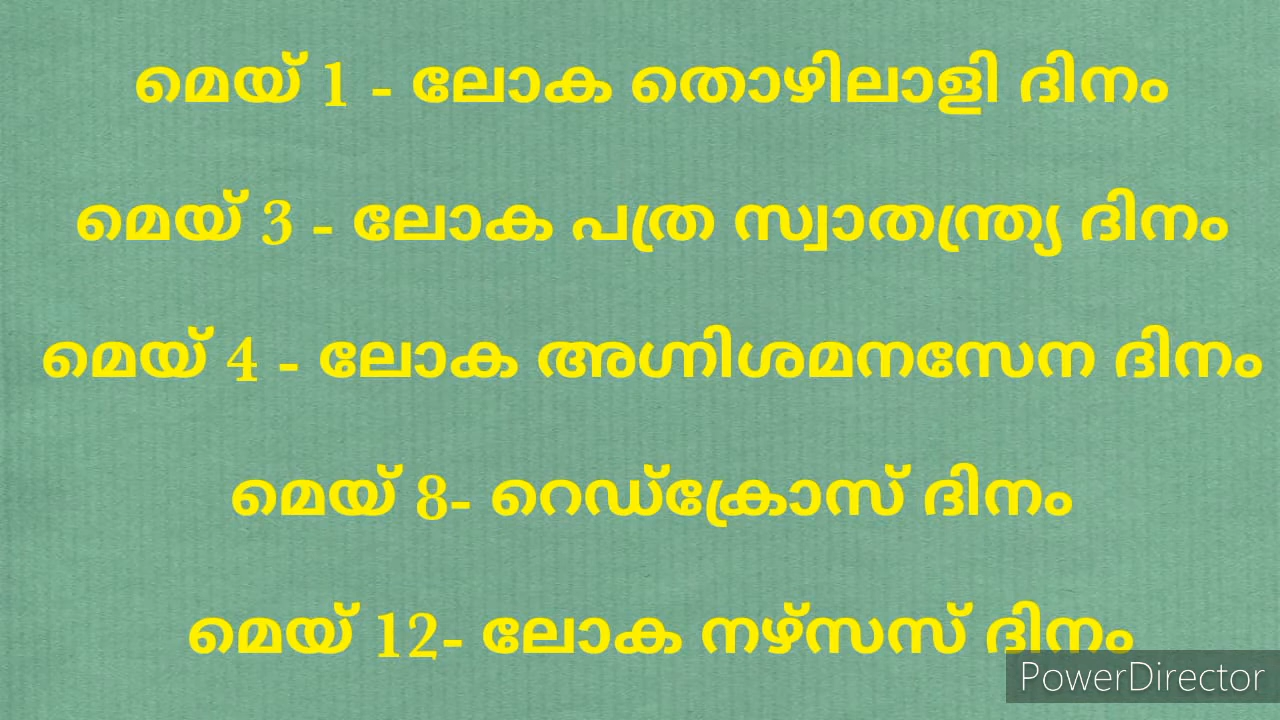 മെയ് 1 - ലോക തൊഴിലാളി ദിനം
മെയ് 3 - ലോക പത്ര സ്വാതന്ത്ര്യ ദിനം
മെയ് 4 - ലോക അഗ്നിശമനസേന ദിനം
മെയ് 8- റെഡ്ക്രോസ് ദിനം
മെയ് 12- ലോക നഴ്സസ് ദിനം
PowerDirector